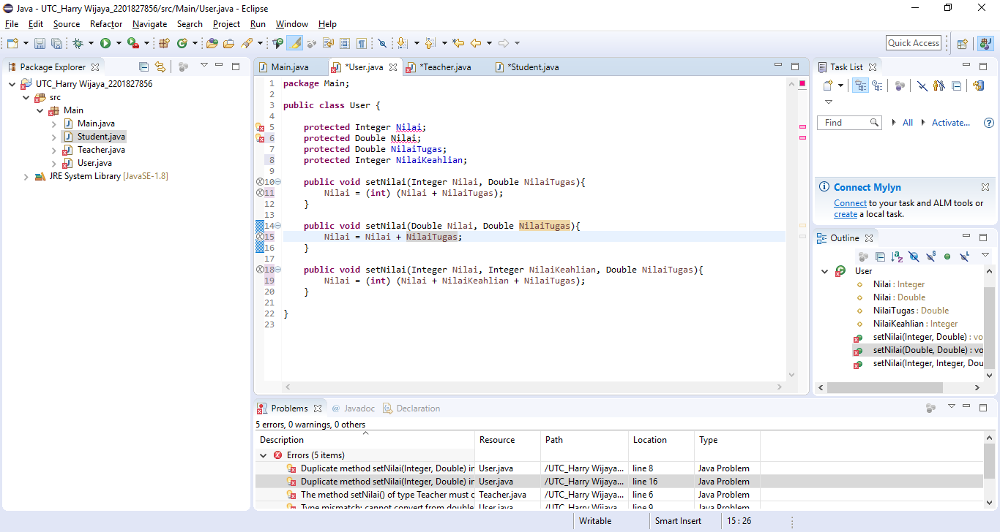 Java - UTC_Harry Wijaya_2201827856/src/Main/User.java - Eclipse
File Edit Source Refactor Navigate Search Project Run Window Help
Quick Access
Package Explorer
UTC_Harry Wijaya_2201827856
src
Main
Main.java
Student.java
Teacher.java
User.java
JRE System Library [JavaSE-1.8]
Main.java *User.java *Teacher.java *Student.java
1 package Main;
2
3 public class User {
4
5 protected Integer Nilai;
6 protected Double Nilai;
7 protected Double NilaiTugas;
8 protected Integer NilaiKeahlian;
9
10 public void setNilai(Integer Nilai, Double NilaiTugas){
11 Nilai = (int) (Nilai + NilaiTugas);
12 }
13
14 public void setNilai(Double Nilai, Double NilaiTugas){
15 Nilai = Nilai + NilaiTugas;
16 }
17
18 public void setNilai(Integer Nilai, Integer NilaiKeahlian, Double NilaiTugas){
19 Nilai = (int) (Nilai + NilaiKeahlian + NilaiTugas);
20 }
21
22 }
23
Task List
Find All Activate...
Connect Mylyn
Connect to your task and ALM tools or
create a local task.
Outline
User
Nilai : Integer
Nilai : Double
NilaiTugas : Double
NilaiKeahlian : Integer
setNilai(Integer, Double) : vo
setNilai(Double, Double) : vo
setNilai(Integer, Integer, Dou
Problems @ Javadoc Declaration
5 errors, 0 warnings, 0 others
Description Resource Path Location Type
Errors (5 items)
Duplicate method setNilai(Integer, Double) in User.java /UTC_Harry Wijaya... line 8 Java Problem
Duplicate method setNilai(Integer, Double) in User.java /UTC_Harry Wijaya... line 16 Java Problem
The method setNilai() of type Teacher must o Teacher.java /UTC_Harry Wijaya... line 6 Java Problem
Type mismatch: cannot convert from double User.java /UTC_Harry Wijaya... line 9 Java Problem
Writable Smart Insert 15 : 26